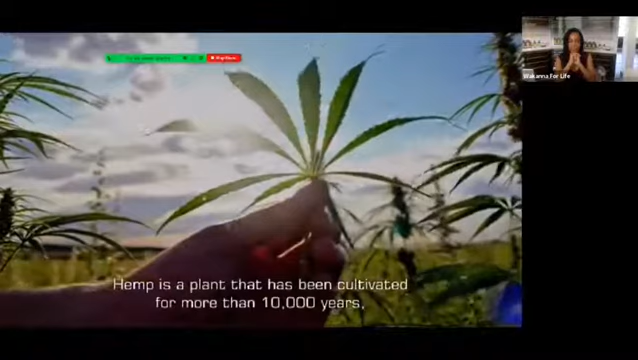 Wakanna For Life
Hemp is a plant that has been cultivated
for more than 10,000 years,